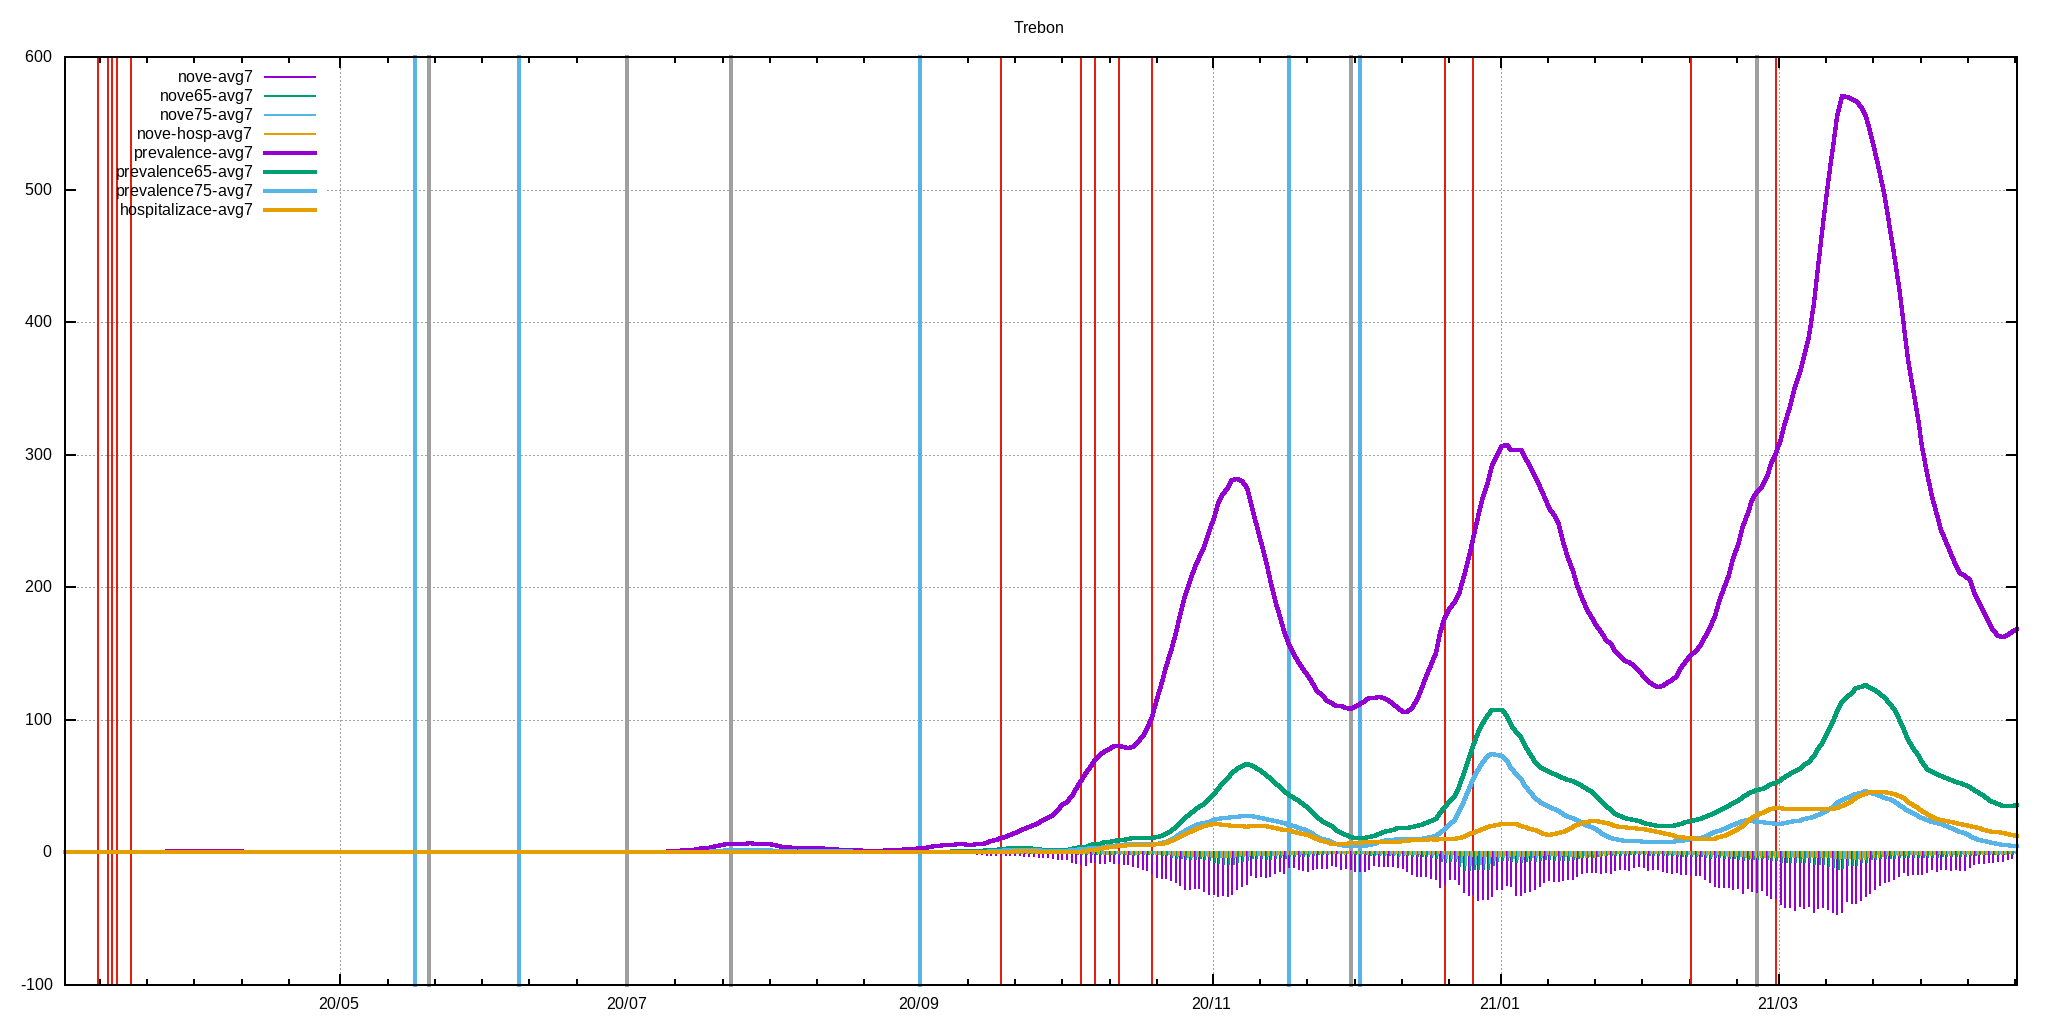 Trebon
600
500
400
300
200
100
0
-100
nove-avg7
nove65-avg7
nove75-avg7
nove-hosp-avg7
prevalence-avg7
prevalence65-avg7
prevalence75-avg7
hospitalizace-avg7
20/05 20/07 20/09 20/11 21/01 21/03